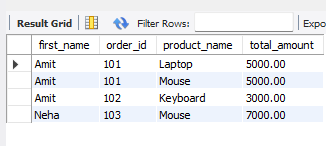 Result Grid Filter Rows: Export
first_name order_id product_name total_amount
Amit 101 Laptop 5000.00
Amit 101 Mouse 5000.00
Amit 102 Keyboard 3000.00
Neha 103 Mouse 7000.00